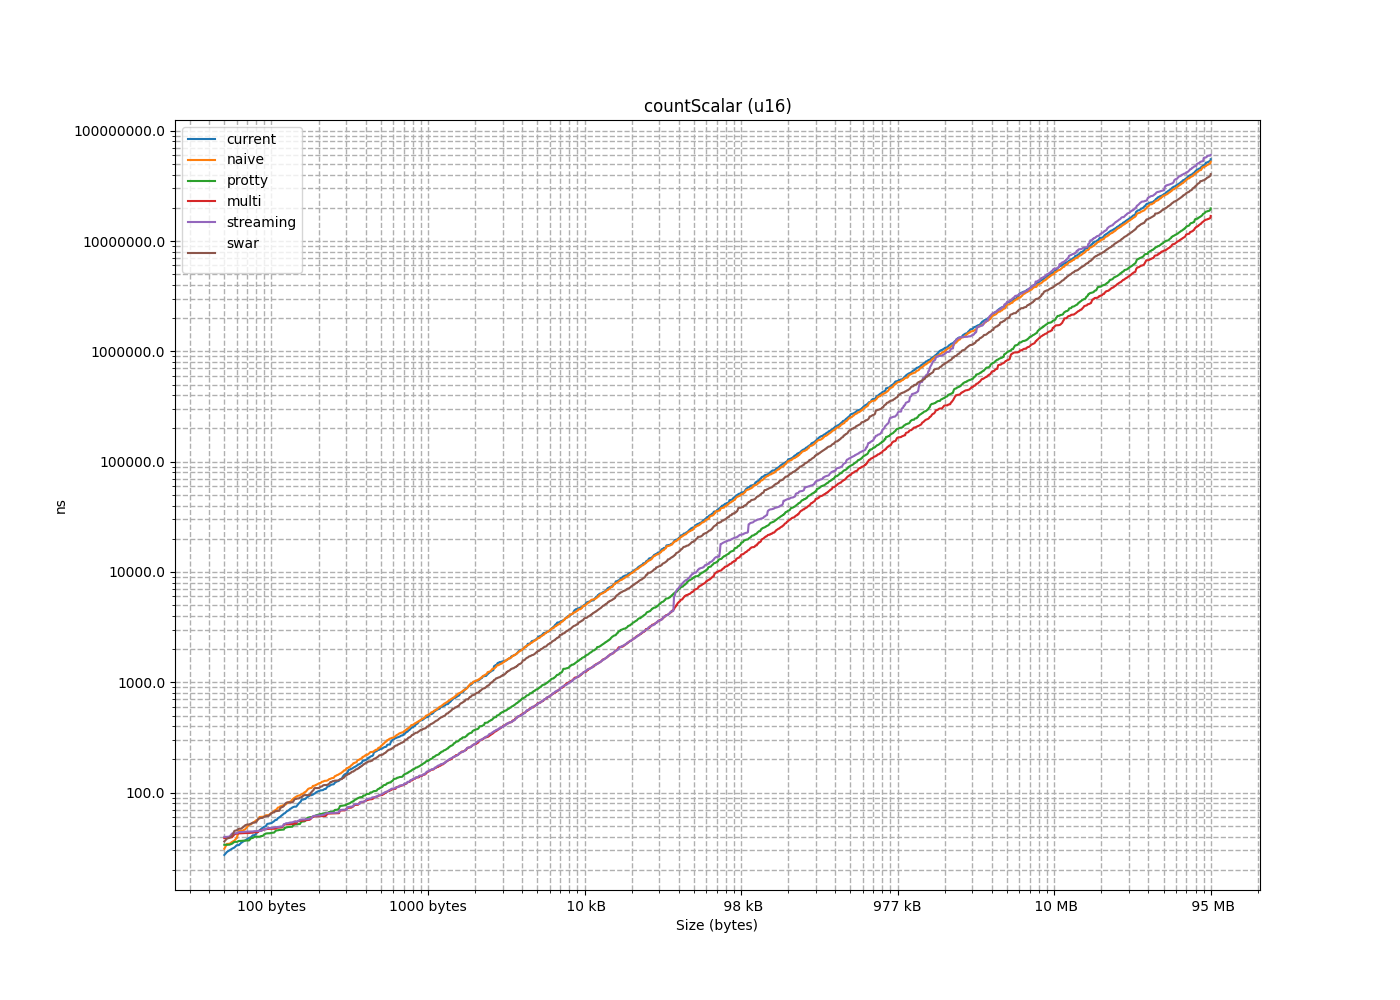 countScalar (u16)
100000000.0
10000000.0
1000000.0
100000.0
10000.0
1000.0
100.0
ns
current
naive
protty
multi
streaming
swar
100 bytes
1000 bytes
10 kB
98 kB
977 kB
10 MB
95 MB
Size (bytes)